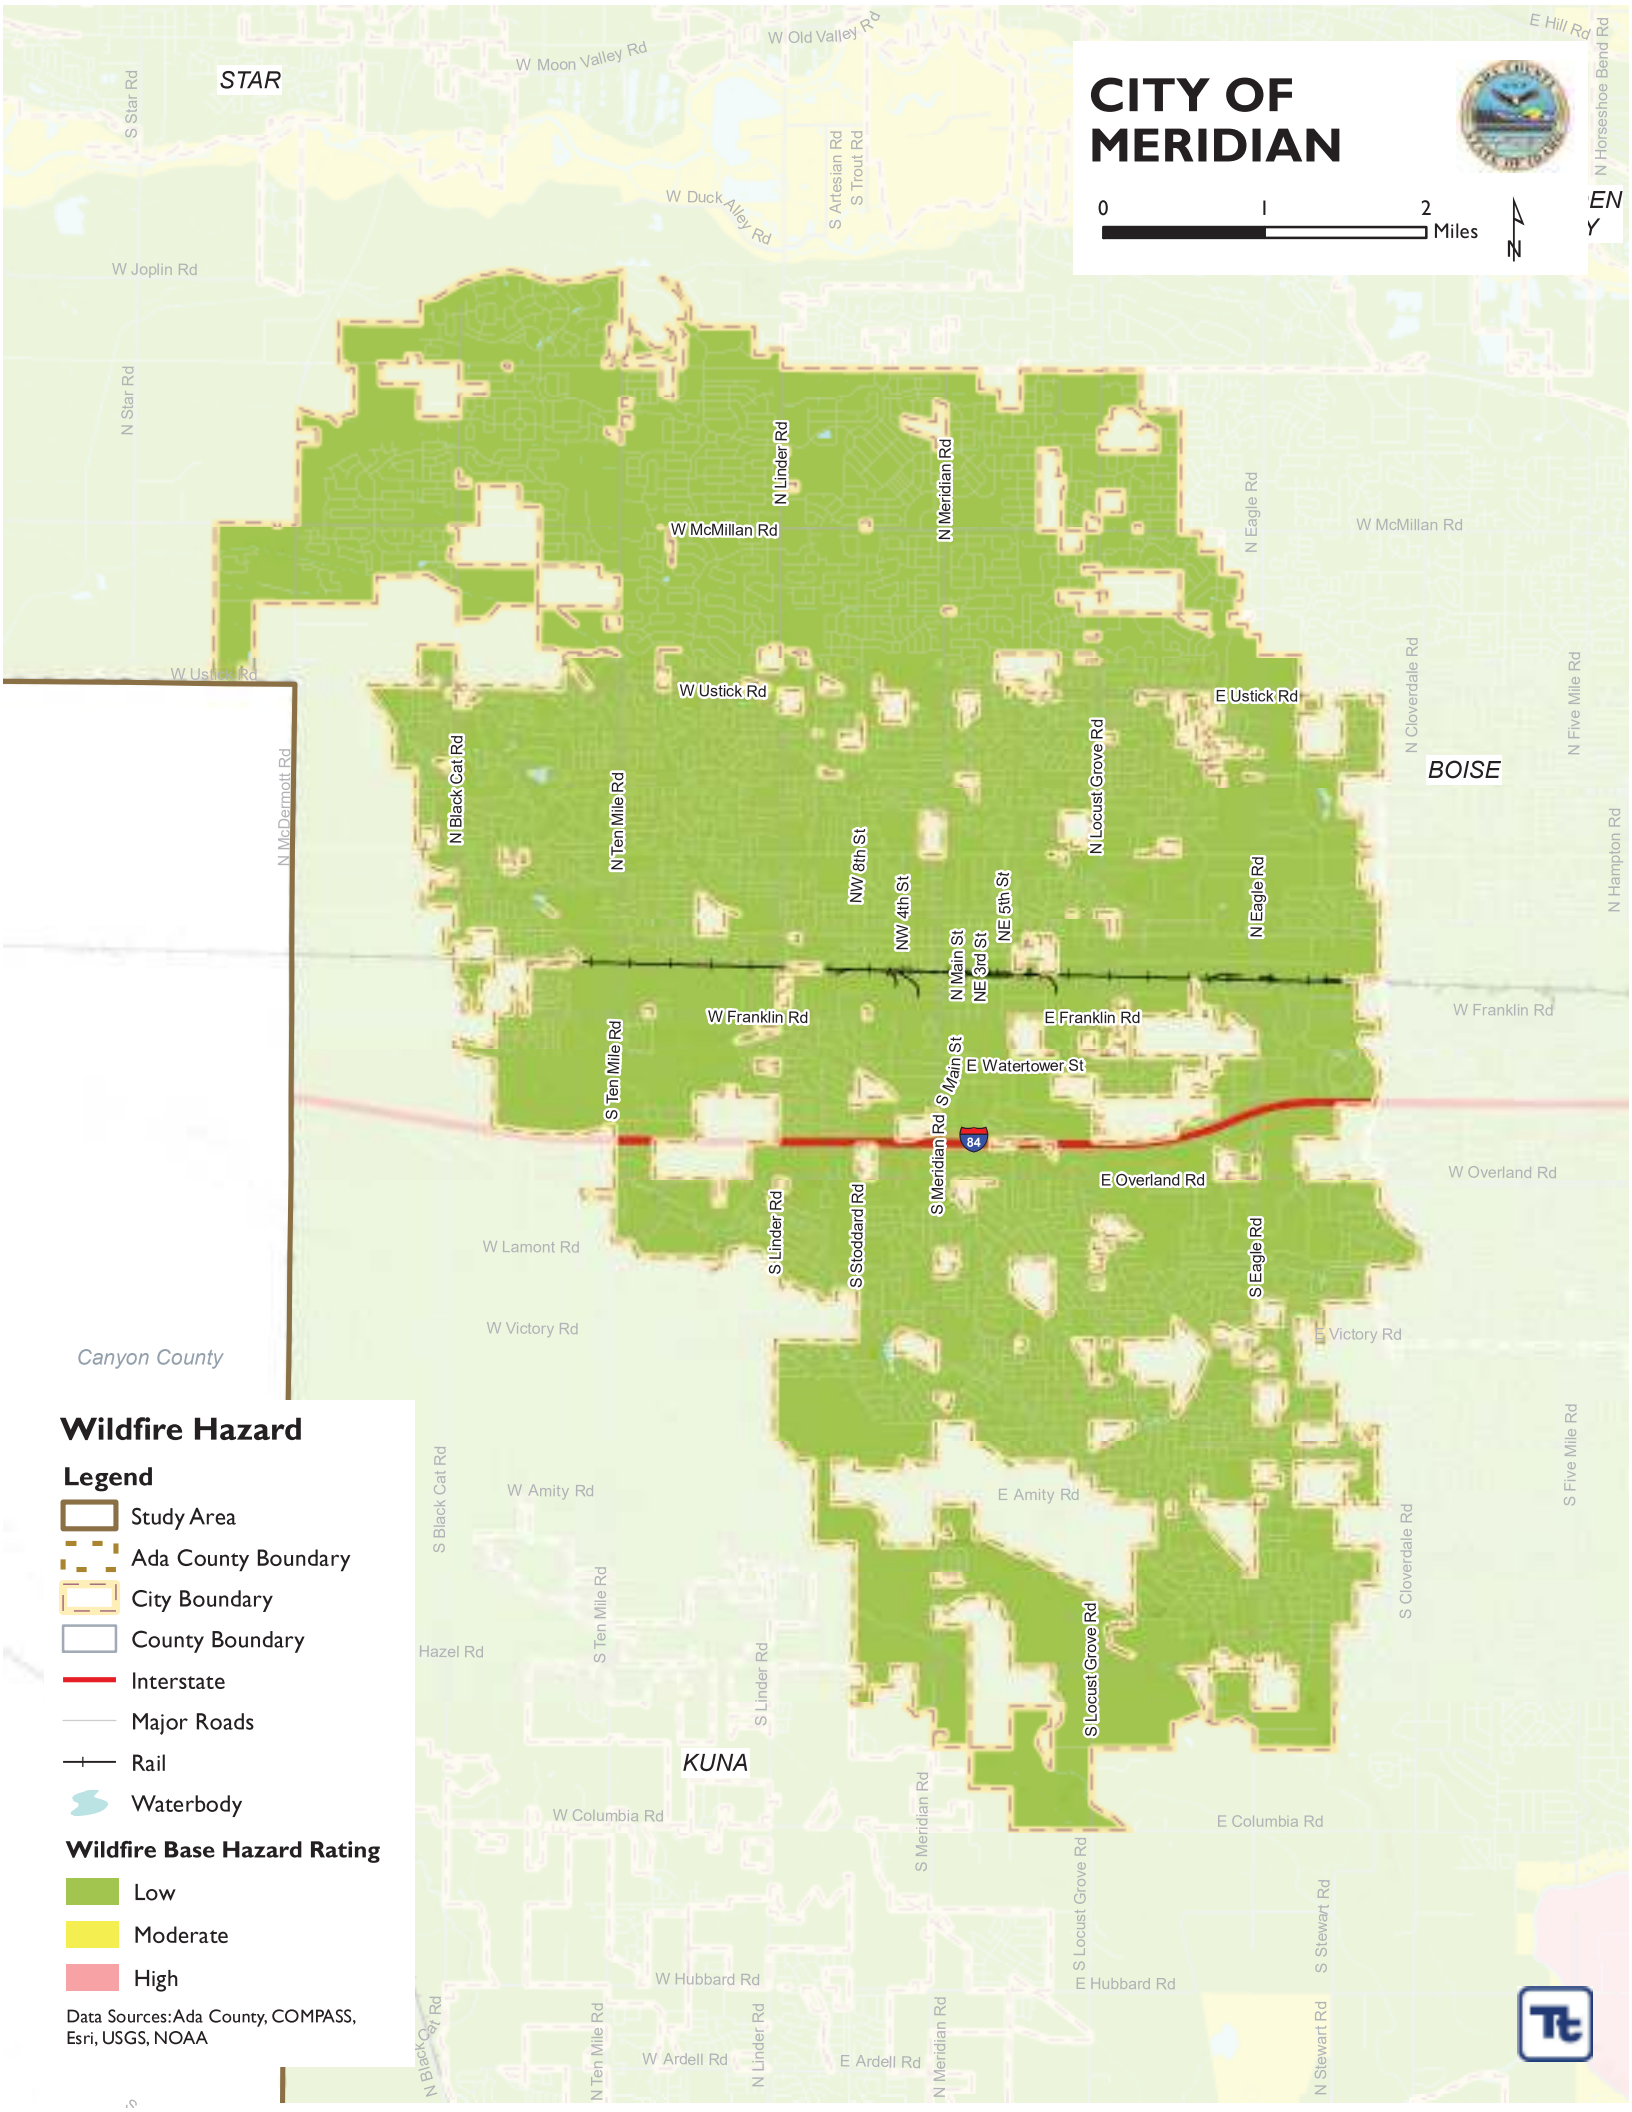 W Old Valley Rd
E Hill Rd
W Moon Valley Rd
STAR
S Star Rd
N Horseshoe Bend Rd
CITY OF
MERIDIAN
ADA COUNTY
STATE OF IDAHO
S Artesian Rd
S Trout Rd
W Duck Alley Rd
0 1 2
Miles
N
EN
Y
W Joplin Rd
N Star Rd
N Linder Rd
N Meridian Rd
N Eagle Rd
W McMillan Rd
W McMillan Rd
W Ustick Rd
W Ustick Rd
E Ustick Rd
N Cloverdale Rd
N Five Mile Rd
N McDermott Rd
N Black Cat Rd
N Ten Mile Rd
N Locust Grove Rd
BOISE
NW 8th St
NW 4th St
NE 5th St
N Eagle Rd
N Hampton Rd
N Main St
NE 3rd St
W Franklin Rd
E Franklin Rd
W Franklin Rd
S Ten Mile Rd
S Main St
E Watertower St
84
S Meridian Rd
E Overland Rd
W Overland Rd
S Linder Rd
S Stoddard Rd
S Eagle Rd
W Lamont Rd
W Victory Rd
E Victory Rd
Canyon County
Wildfire Hazard
Legend
Study Area
Ada County Boundary
City Boundary
County Boundary
Interstate
Major Roads
Rail
Waterbody
Wildfire Base Hazard Rating
Low
Moderate
High
Data Sources: Ada County, COMPASS,
Esri, USGS, NOAA
S Black Cat Rd
W Amity Rd
E Amity Rd
S Five Mile Rd
S Cloverdale Rd
S Ten Mile Rd
Hazel Rd
S Linder Rd
S Locust Grove Rd
KUNA
W Columbia Rd
S Meridian Rd
E Columbia Rd
S Locust Grove Rd
S Stewart Rd
W Hubbard Rd
E Hubbard Rd
N Black Cat Rd
N Ten Mile Rd
N Linder Rd
N Meridian Rd
N Stewart Rd
W Ardell Rd
E Ardell Rd
Tt